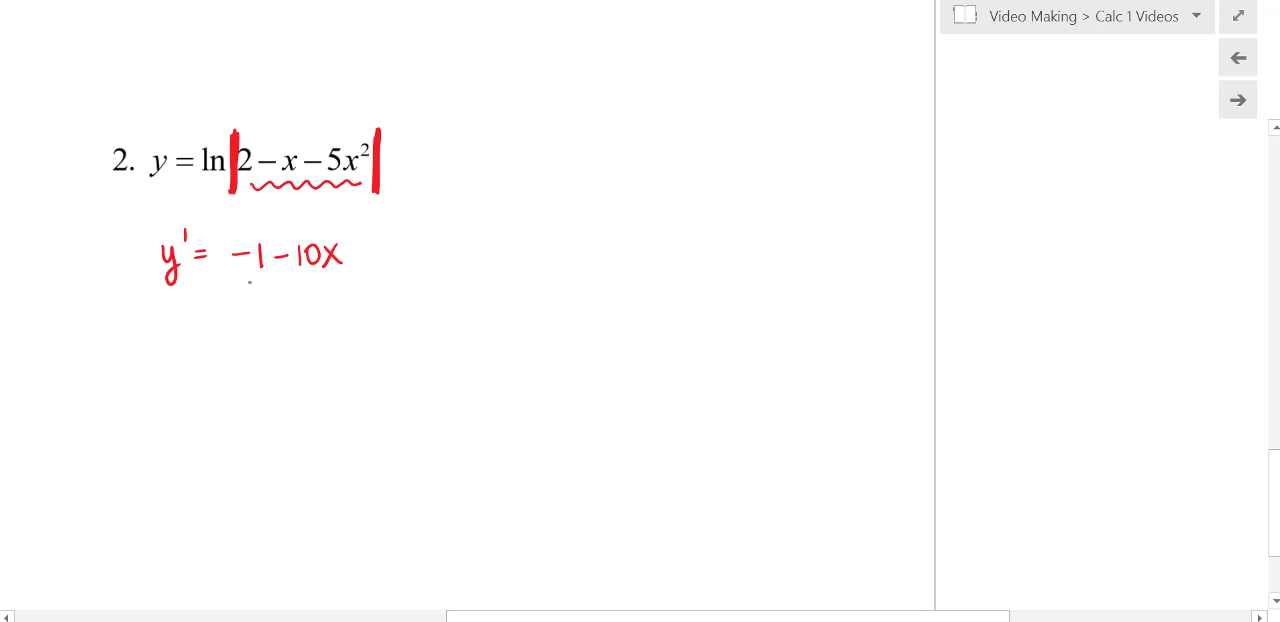 Video Making > Calc 1 Videos
2. y = ln|2 − x − 5x²|
y' = −1 − 10x